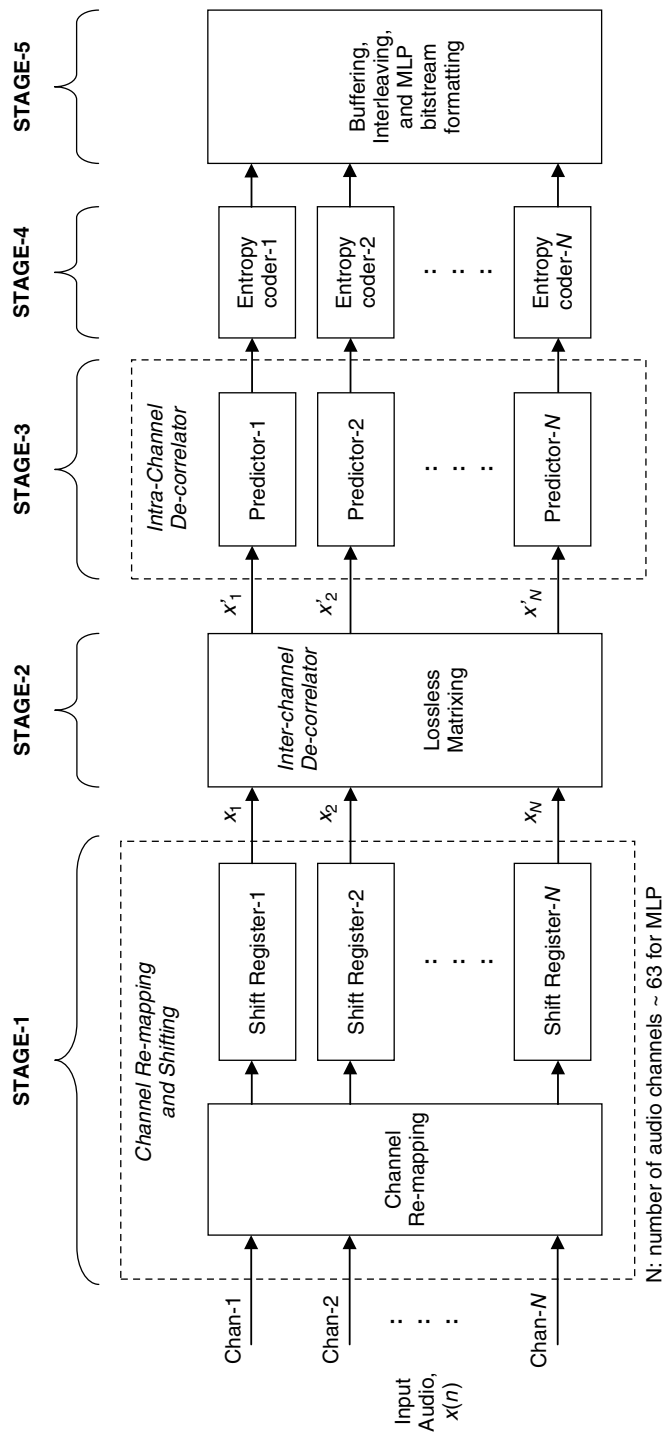 STAGE-1
STAGE-2
STAGE-3
STAGE-4
STAGE-5
Channel Re-mapping
and Shifting
Input
Audio,
x(n)
Chan-1
Chan-2
.. .. ..
Chan-N
Channel
Re-mapping
Shift Register-1
Shift Register-2
.. .. ..
Shift Register-N
x1
x2
xN
Inter-channel
De-correlator
Lossless
Matrixing
x'1
x'2
x'N
Intra-Channel
De-correlator
Predictor-1
Predictor-2
.. .. ..
Predictor-N
Entropy
coder-1
Entropy
coder-2
.. .. ..
Entropy
coder-N
Buffering,
Interleaving,
and MLP
bitstream
formatting
N: number of audio channels ~ 63 for MLP